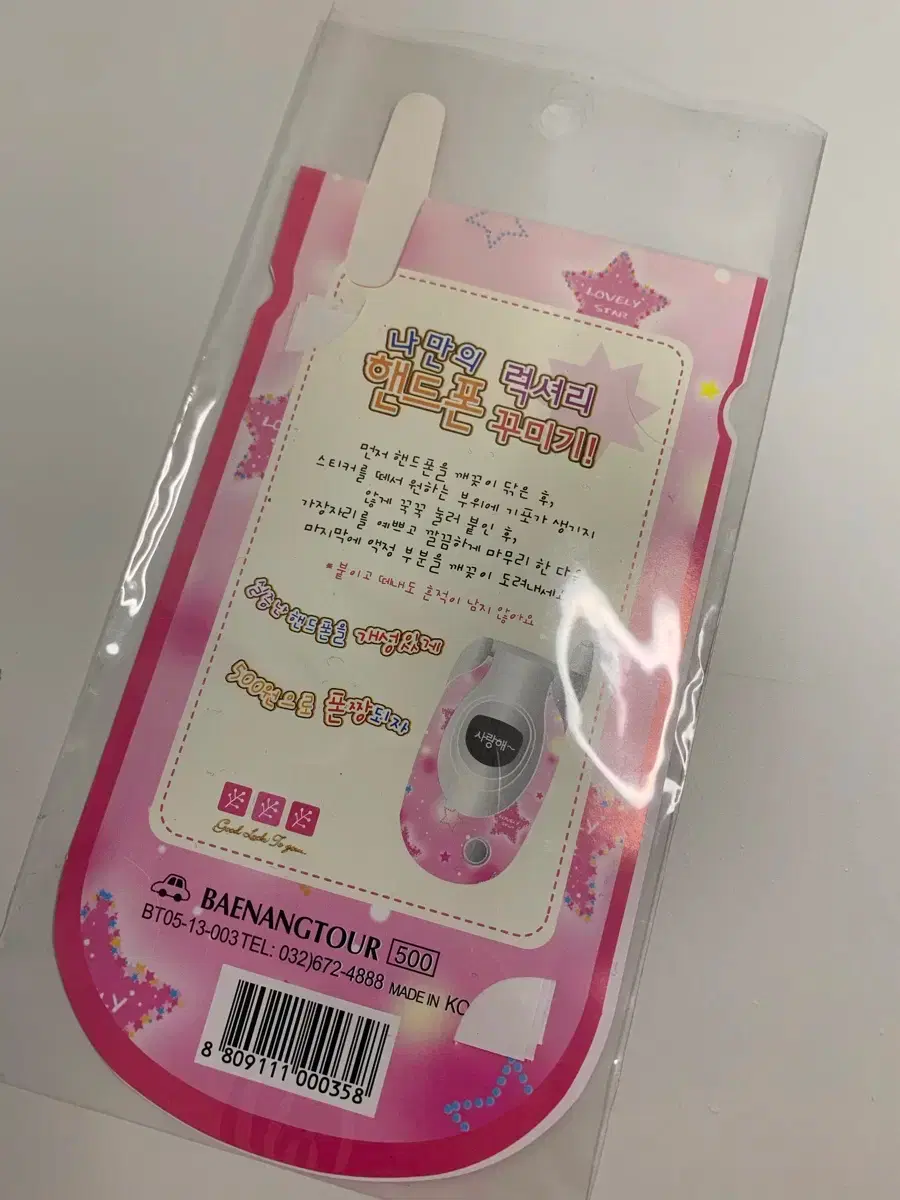 LOVELY
STAR
나만의 럭셔리
핸드폰 꾸미기!
먼저 핸드폰을 깨끗이 닦은 후,
스티커를 떼서 원하는 부위에 기포가 생기지
않게 꾹꾹 눌러 붙인 후,
가장자리를 예쁘고 깔끔하게 마무리 한 다음
마지막에 액정 부분을 깨끗이 도려내세요
*붙이고 떼내도 흔적이 남지 않아요
핸드폰을 개성있게
500원으로 폰짱되자
사랑해~
Good Luck To you..
BAENANGTOUR 500
BT05-13-003 TEL: 032)672-4888 MADE IN KO
8 809111 000358